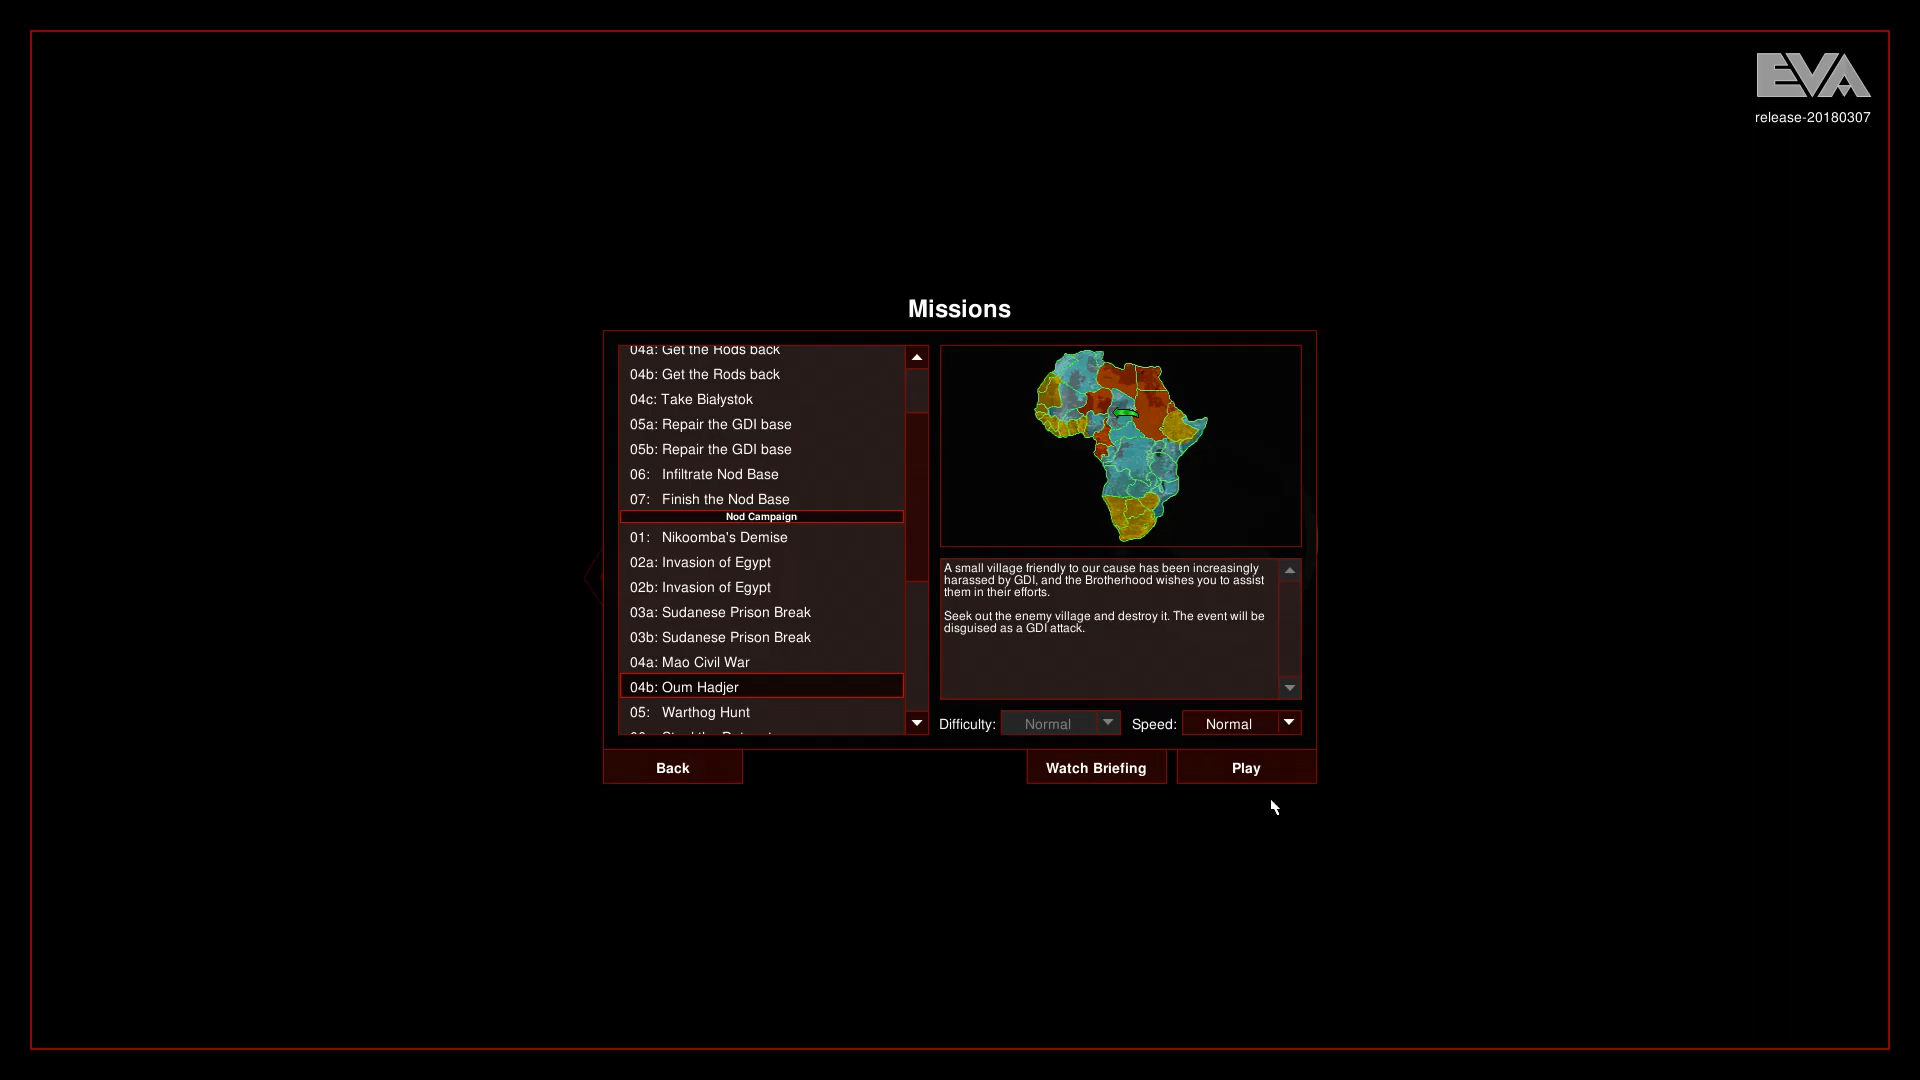 EVA
release-20180307
Missions
04a: Get the Rods back
04b: Get the Rods back
04c: Take Białystok
05a: Repair the GDI base
05b: Repair the GDI base
06: Infiltrate Nod Base
07: Finish the Nod Base
Nod Campaign
01: Nikoomba's Demise
02a: Invasion of Egypt
02b: Invasion of Egypt
03a: Sudanese Prison Break
03b: Sudanese Prison Break
04a: Mao Civil War
04b: Oum Hadjer
05: Warthog Hunt
A small village friendly to our cause has been increasingly
harassed by GDI, and the Brotherhood wishes you to assist
them in their efforts.
Seek out the enemy village and destroy it. The event will be
disguised as a GDI attack.
Difficulty: Normal Speed: Normal
Back Watch Briefing Play